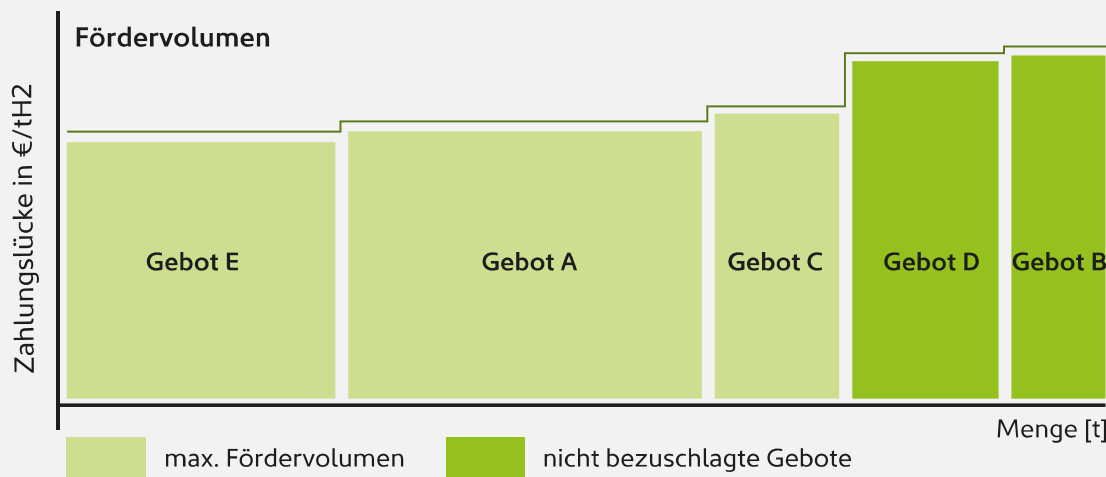 Fördervolumen
Zahlungslücke in €/tH2
Gebot E
Gebot A
Gebot C
Gebot D
Gebot B
Menge [t]
max. Fördervolumen
nicht bezuschlagte Gebote